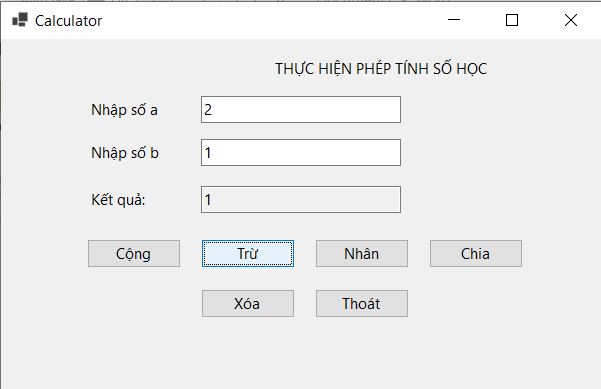 Calculator
THỰC HIỆN PHÉP TÍNH SỐ HỌC
Nhập số a 2
Nhập số b 1
Kết quả: 1
Cộng Trừ Nhân Chia
Xóa Thoát